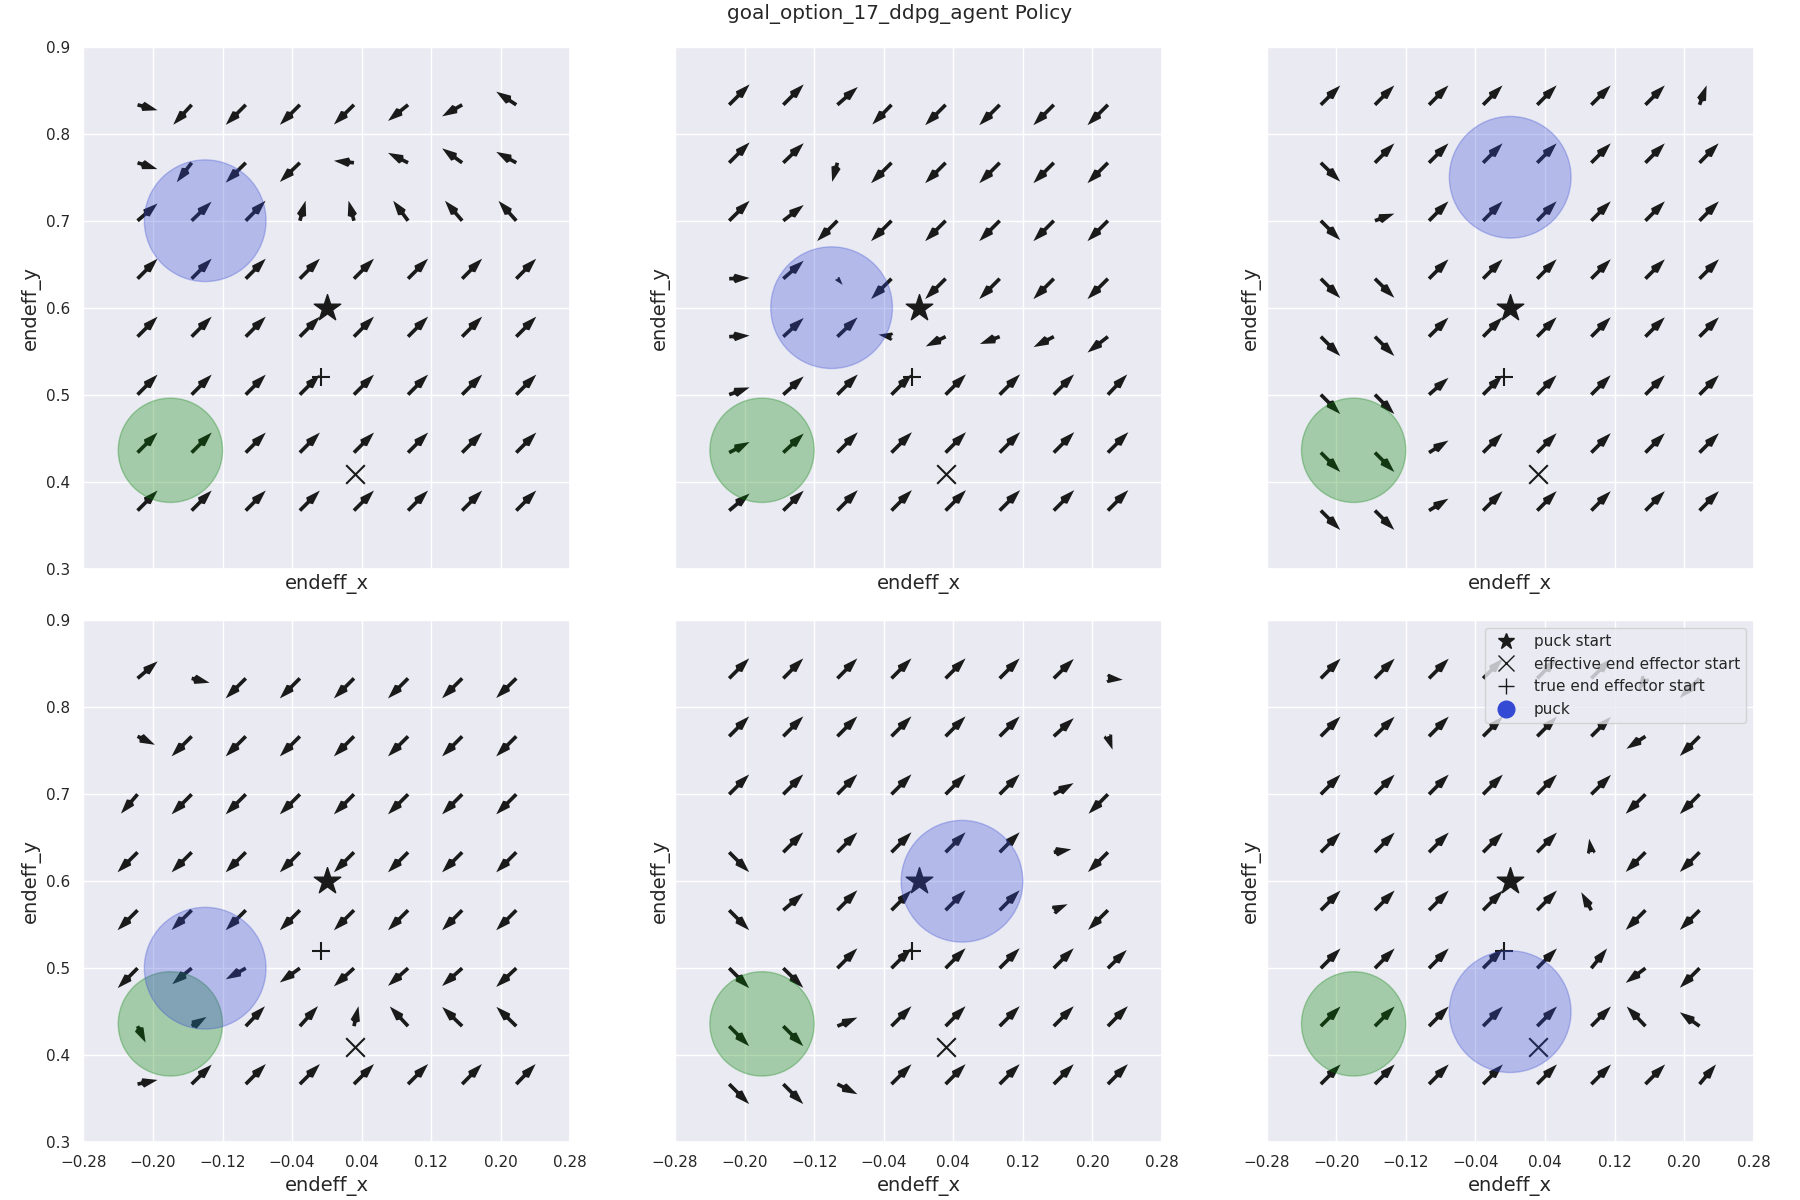 goal_option_17_ddpg_agent Policy
0.9
0.8
0.7
0.6
0.5
0.4
0.3
endeff_y
endeff_x
endeff_y
endeff_x
endeff_y
endeff_x
0.9
0.8
0.7
0.6
0.5
0.4
0.3
endeff_y
−0.28 −0.20 −0.12 −0.04 0.04 0.12 0.20 0.28
endeff_x
endeff_y
−0.28 −0.20 −0.12 −0.04 0.04 0.12 0.20 0.28
endeff_x
endeff_y
puck start
effective end effector start
true end effector start
puck
−0.28 −0.20 −0.12 −0.04 0.04 0.12 0.20 0.28
endeff_x